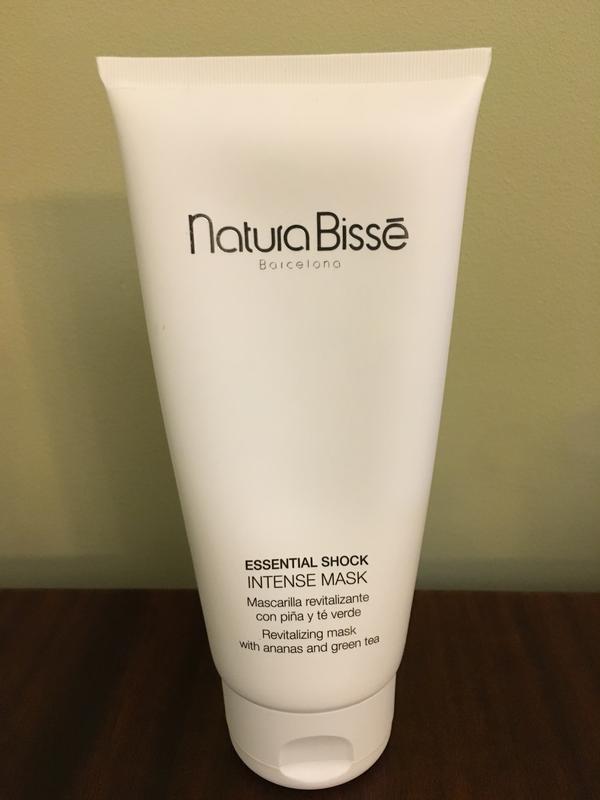 Natura Bissē
Barcelona
ESSENTIAL SHOCK
INTENSE MASK
Mascarilla revitalizante
con piña y té verde
Revitalizing mask
with ananas and green tea